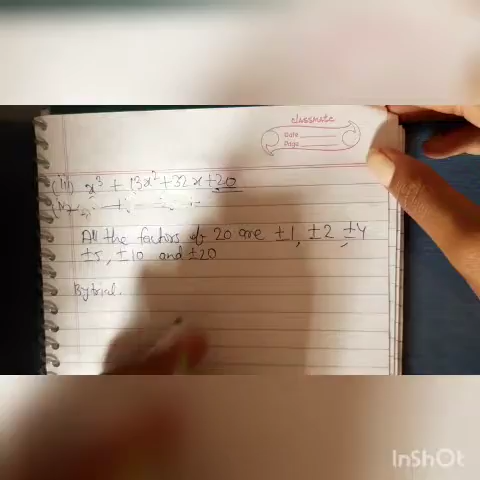 classmate
Date
Page
(iii) x³ + 13x² + 32x + 20
All the factors of 20 are ±1, ±2 ±4
±5, ±10 and ±20
By trial.
InShOt